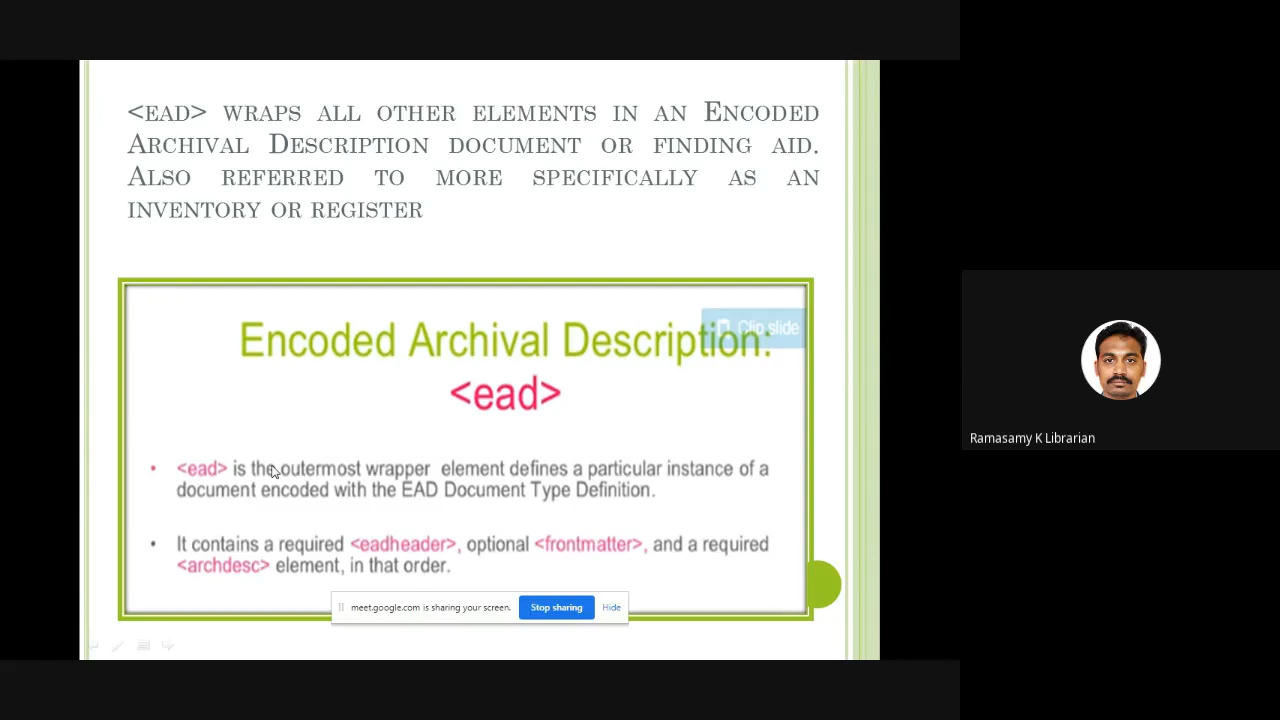 <EAD> WRAPS ALL OTHER ELEMENTS IN AN ENCODED
ARCHIVAL DESCRIPTION DOCUMENT OR FINDING AID.
ALSO REFERRED TO MORE SPECIFICALLY AS AN
INVENTORY OR REGISTER
Clip slide
Encoded Archival Description:
<ead>
• <ead> is the outermost wrapper element defines a particular instance of a
document encoded with the EAD Document Type Definition.
• It contains a required <eadheader>, optional <frontmatter>, and a required
<archdesc> element, in that order.
meet.google.com is sharing your screen. Stop sharing Hide
Ramasamy K Librarian